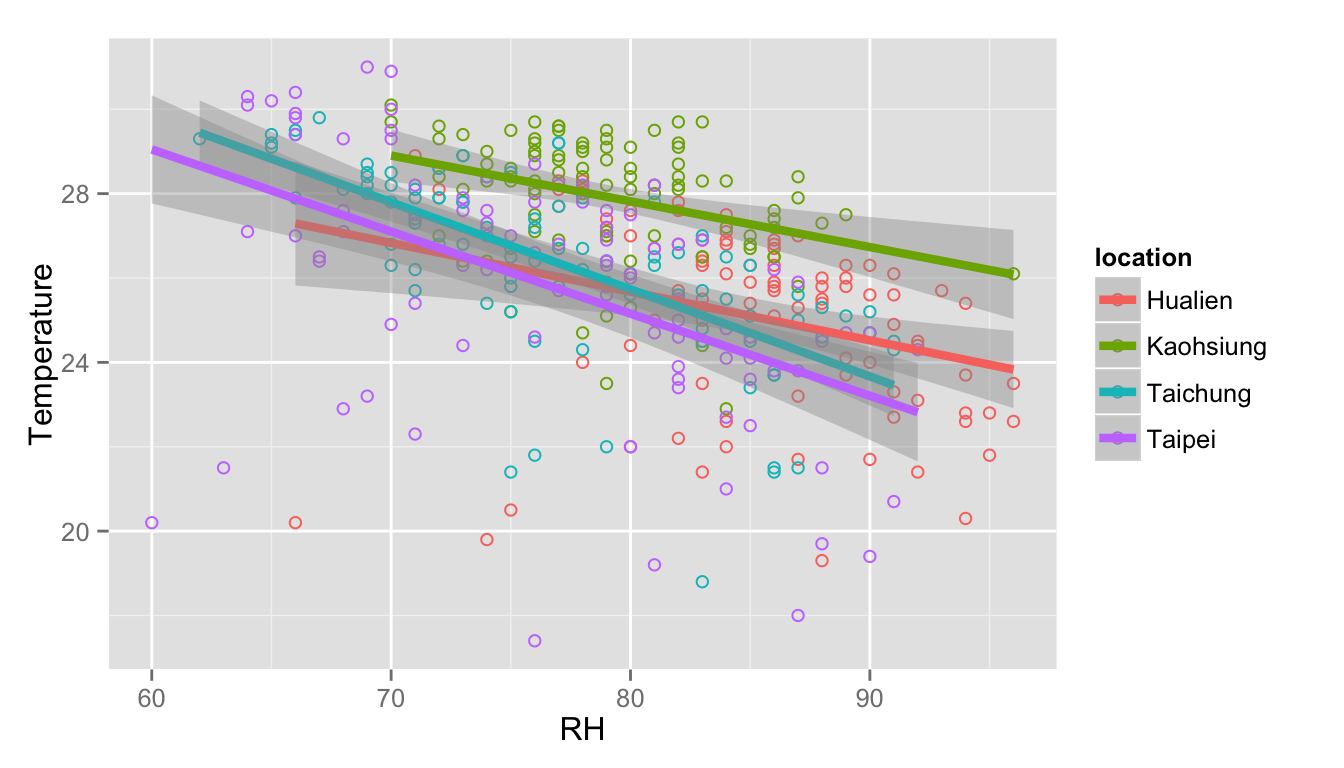 28
24
20
Temperature
60 70 80 90
RH
location
Hualien
Kaohsiung
Taichung
Taipei